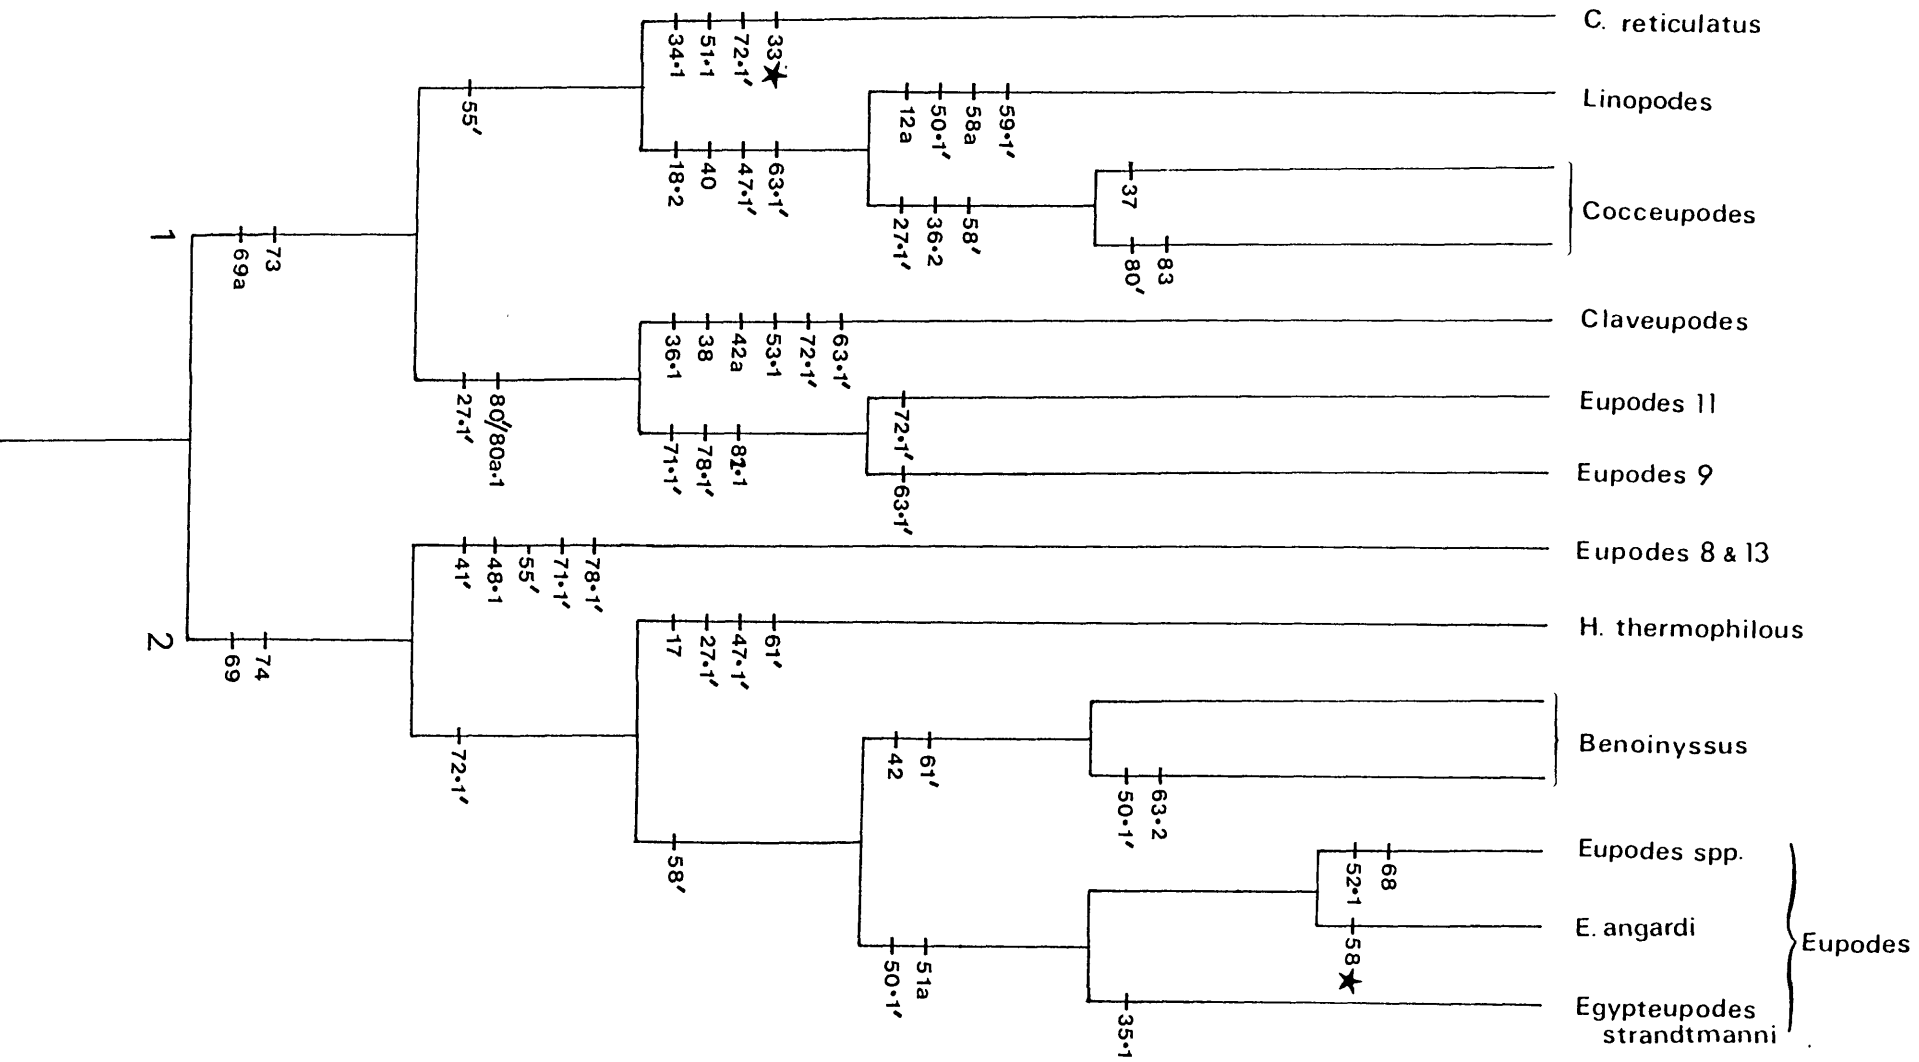 C. reticulatus
34•1
51•1
72•1′
33★
55′
Linopodes
12a
50•1′
58a
59•1′
18•2
40
47•1′
63•1′
Cocceupodes
37
27•1′
36•2
58′
80′
83
1
69a
73
Claveupodes
36•1
38
42a
53•1
72•1′
63•1′
27•1′
80′/80a•1
Eupodes 11
72•1′
71•1′
78•1′
Eupodes 9
63•1′
Eupodes 8 & 13
41′
48•1
55′
71•1′
78•1′
2
69
74
H. thermophilous
17
27•1′
47•1′
61′
72•1′
Benoinyssus
42
61′
50•1′
63•2
58′
Eupodes spp.
52•1
68
E. angardi
58★
Eupodes
50•1′
51a
Egypteupodes
strandtmanni
35•1